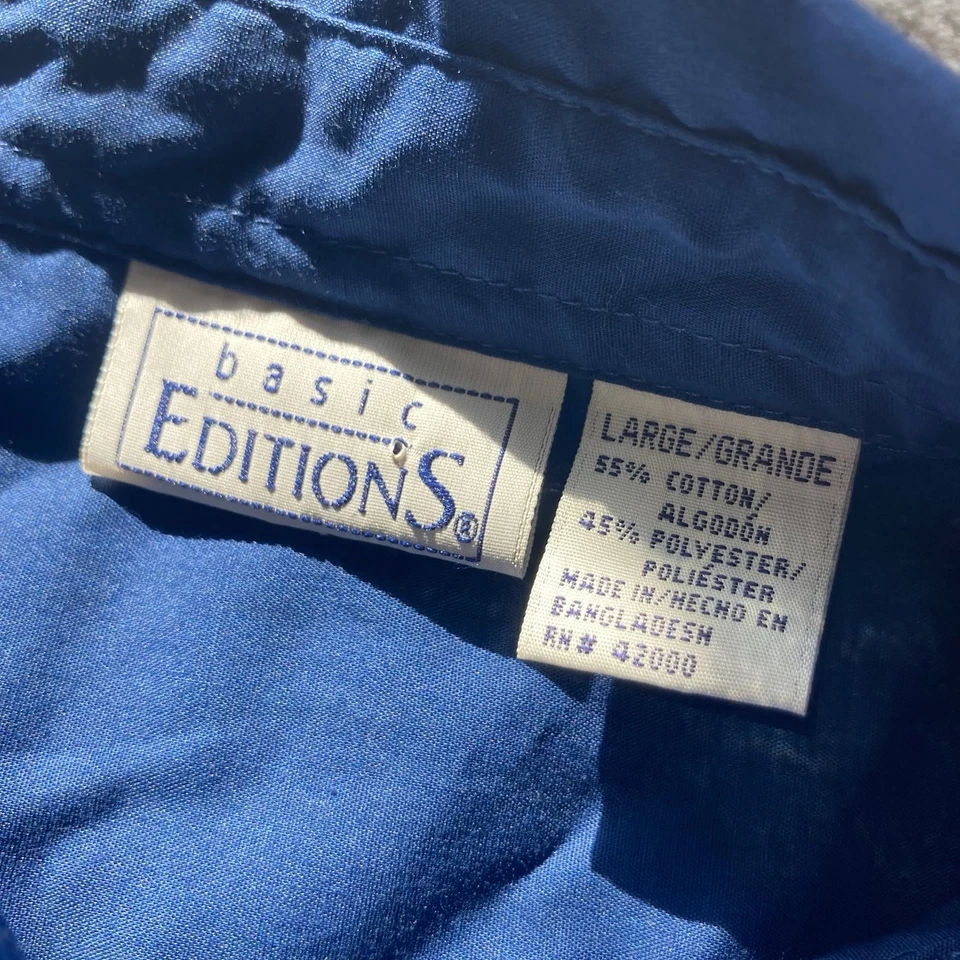 basic
EDITIONS®
LARGE/GRANDE
55% COTTON/
ALGODÓN
45% POLYESTER/
POLIÉSTER
MADE IN/HECHO EN
BANGLADESH
RN# 42000